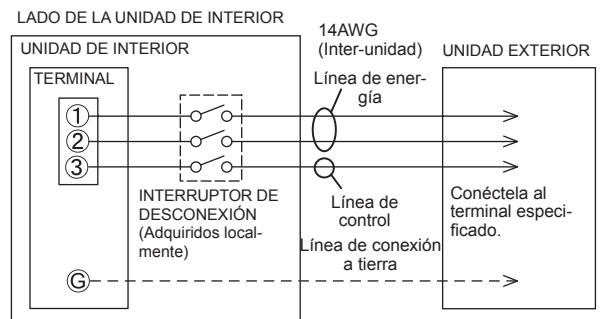 LADO DE LA UNIDAD DE INTERIOR
UNIDAD DE INTERIOR
14AWG
(Inter-unidad)
UNIDAD EXTERIOR
TERMINAL
Línea de ener-
gía
1
2
3
INTERRUPTOR DE
DESCONEXIÓN
(Adquiridos local-
mente)
Línea de
control
Conéctela al
terminal especi-
ficado.
Línea de conexión
a tierra
G